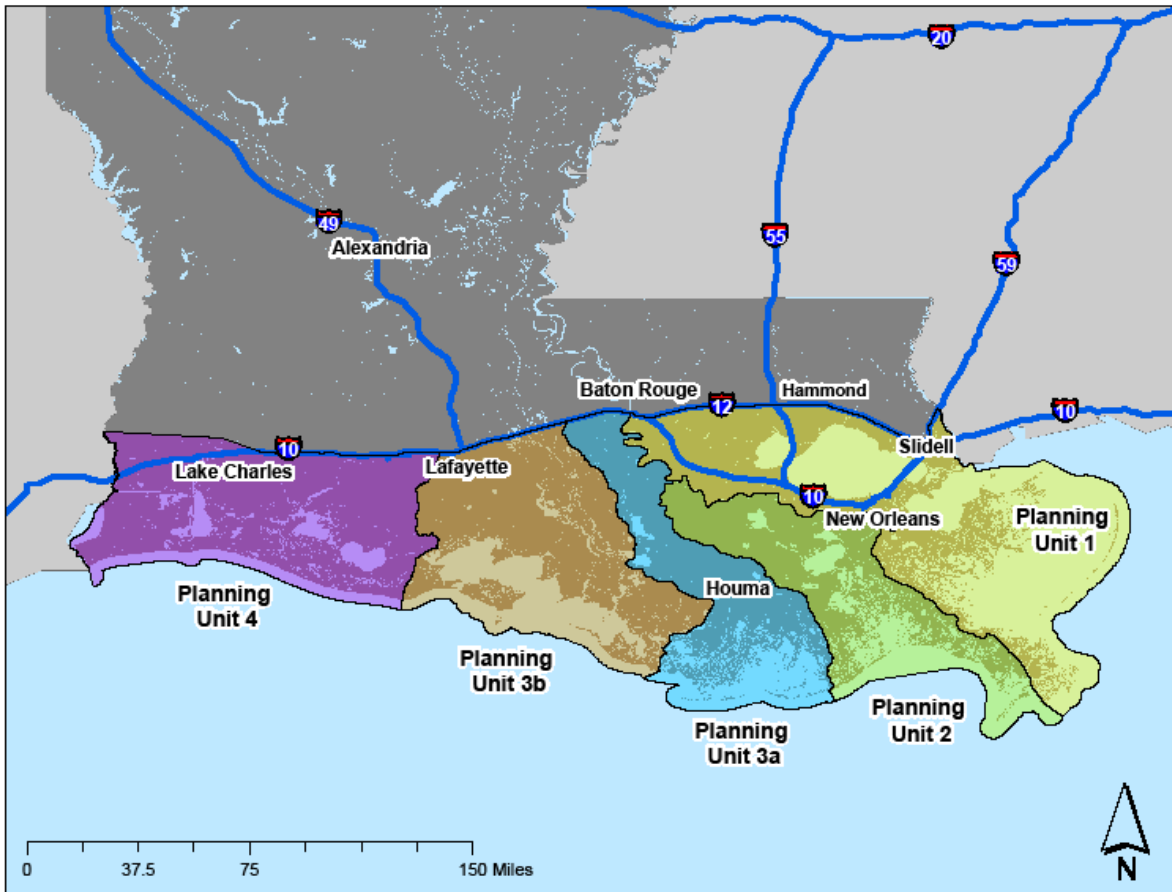 20
49
Alexandria
55
59
Baton Rouge
Hammond
12
10
10
Slidell
Lake Charles
Lafayette
10
New Orleans
Planning
Unit 1
Houma
Planning
Unit 4
Planning
Unit 3b
Planning
Unit 2
Planning
Unit 3a
0 37.5 75 150 Miles
N